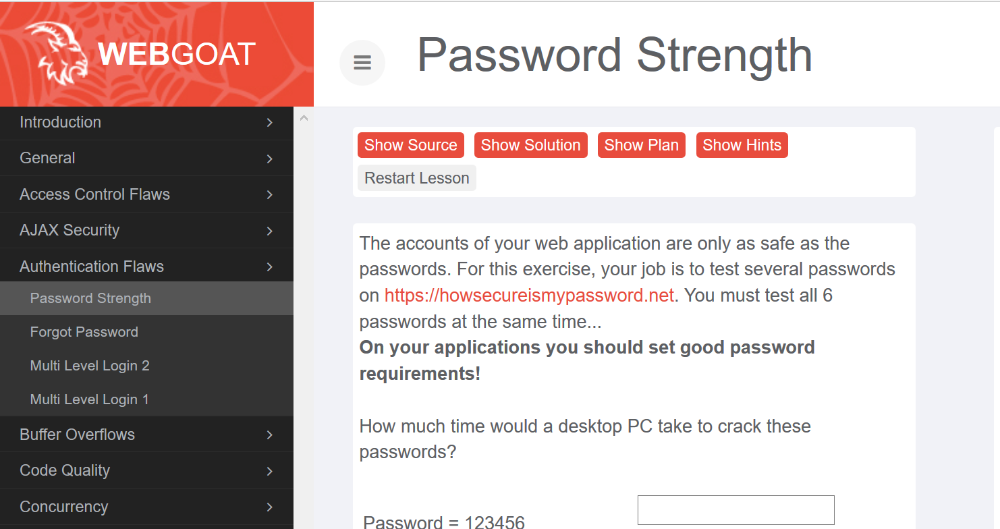 WEBGOAT
Password Strength
Introduction
General
Access Control Flaws
AJAX Security
Authentication Flaws
Password Strength
Forgot Password
Multi Level Login 2
Multi Level Login 1
Buffer Overflows
Code Quality
Concurrency
Show Source Show Solution Show Plan Show Hints
Restart Lesson
The accounts of your web application are only as safe as the
passwords. For this exercise, your job is to test several passwords
on https://howsecureismypassword.net. You must test all 6
passwords at the same time...
On your applications you should set good password
requirements!
How much time would a desktop PC take to crack these
passwords?
Password = 123456